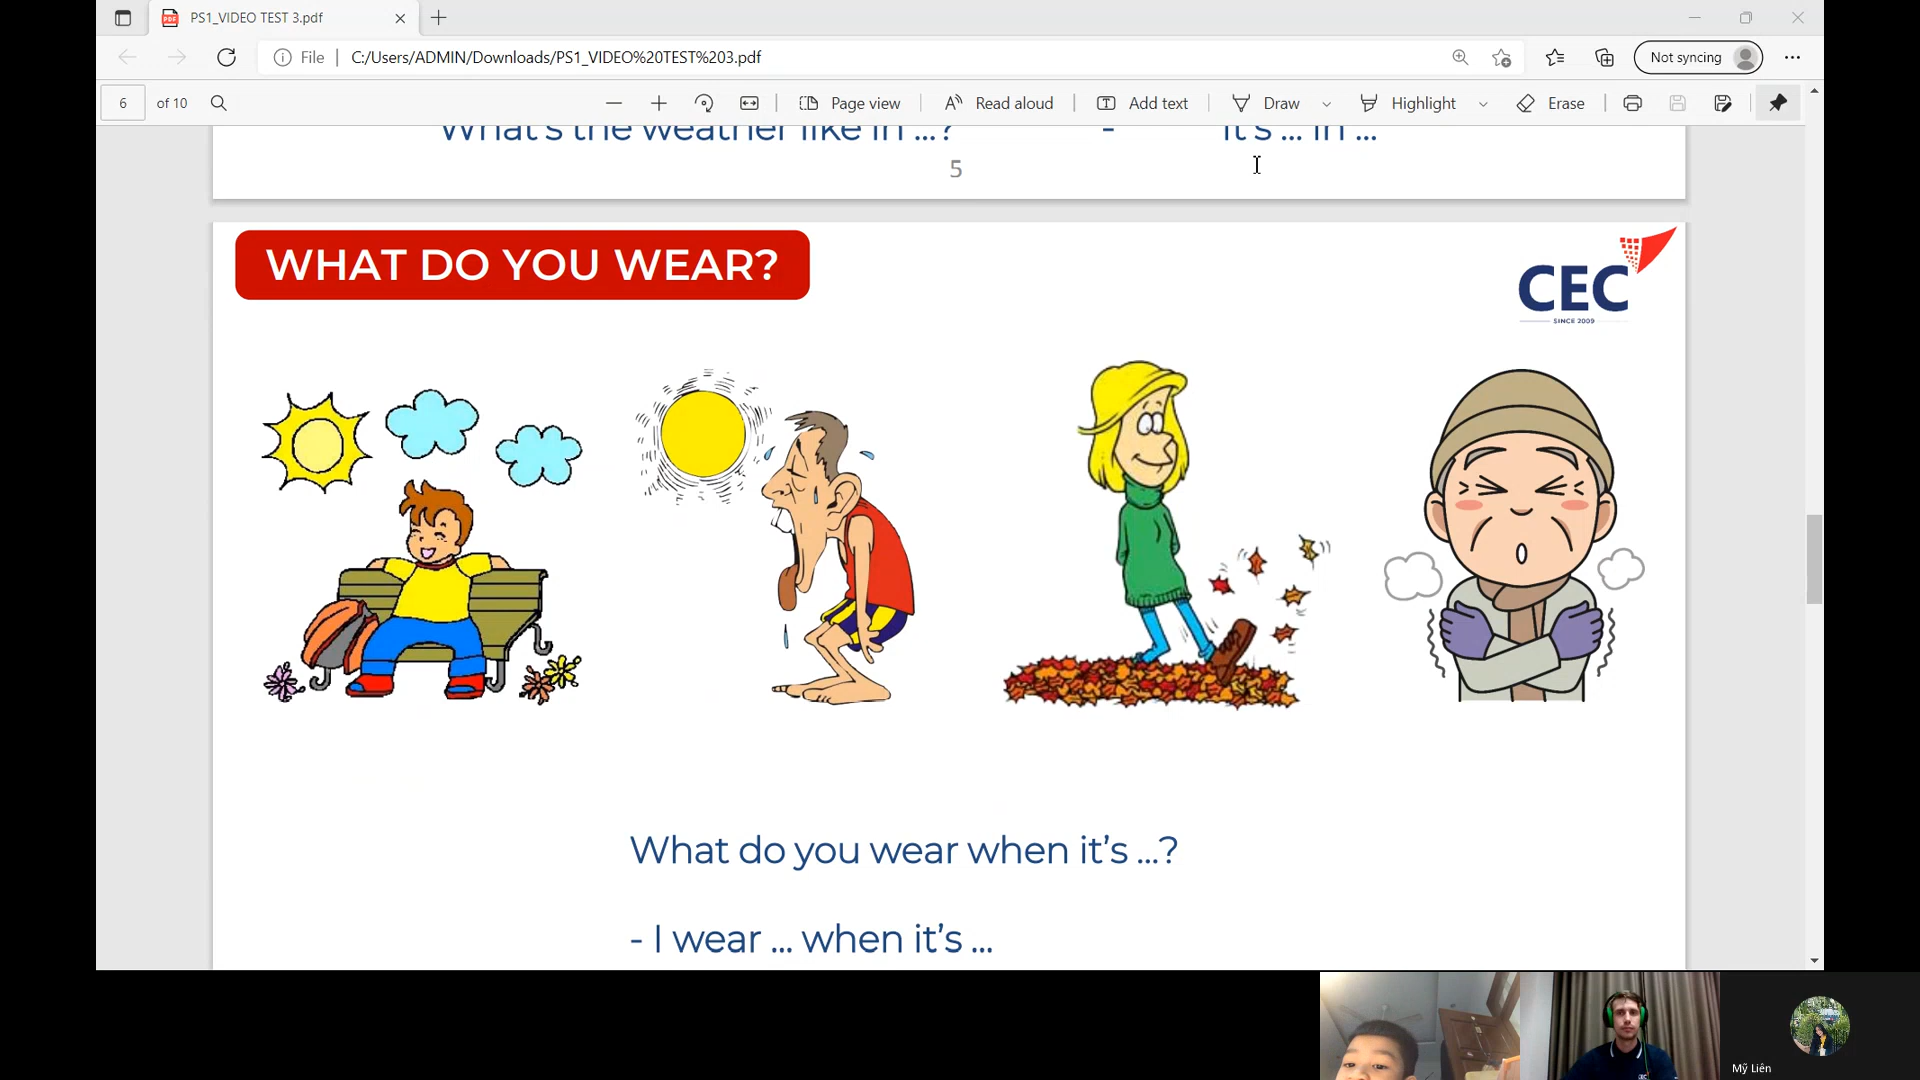 PS1_VIDEO TEST 3.pdf
File
C:/Users/ADMIN/Downloads/PS1_VIDEO%20TEST%203.pdf
Not syncing
6 of 10
Page view
Read aloud
Add text
Draw
Highlight
Erase
What's the weather like in ...? - It's ... in ...
5
WHAT DO YOU WEAR?
CEC
SINCE 2009
What do you wear when it's ...?
- I wear ... when it's ...
Mỹ Liên